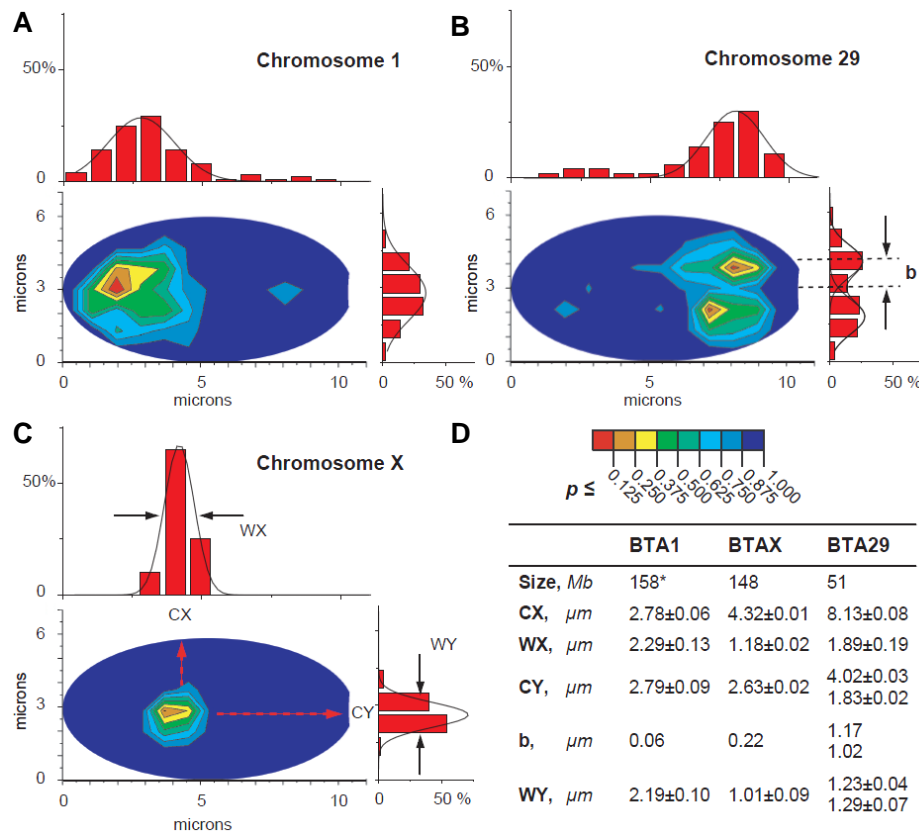 A
Chromosome 1
50%
0
microns
6
3
0
0 5 10
microns
0 50 %
B
Chromosome 29
50%
0
microns
6
3
0
0 5 10
microns
0 50 %
b
C
Chromosome X
50%
0
WX
CX
microns
6
3
0
CY
WY
0 5 10
microns
0 50 %
D
p ≤ 0.125 0.250 0.375 0.500 0.625 0.750 0.875 1.000
BTA1 BTAX BTA29
Size, Mb 158* 148 51
CX, µm 2.78±0.06 4.32±0.01 8.13±0.08
WX, µm 2.29±0.13 1.18±0.02 1.89±0.19
CY, µm 2.79±0.09 2.63±0.02 4.02±0.03
1.83±0.02
b, µm 0.06 0.22 1.17
1.02
WY, µm 2.19±0.10 1.01±0.09 1.23±0.04
1.29±0.07